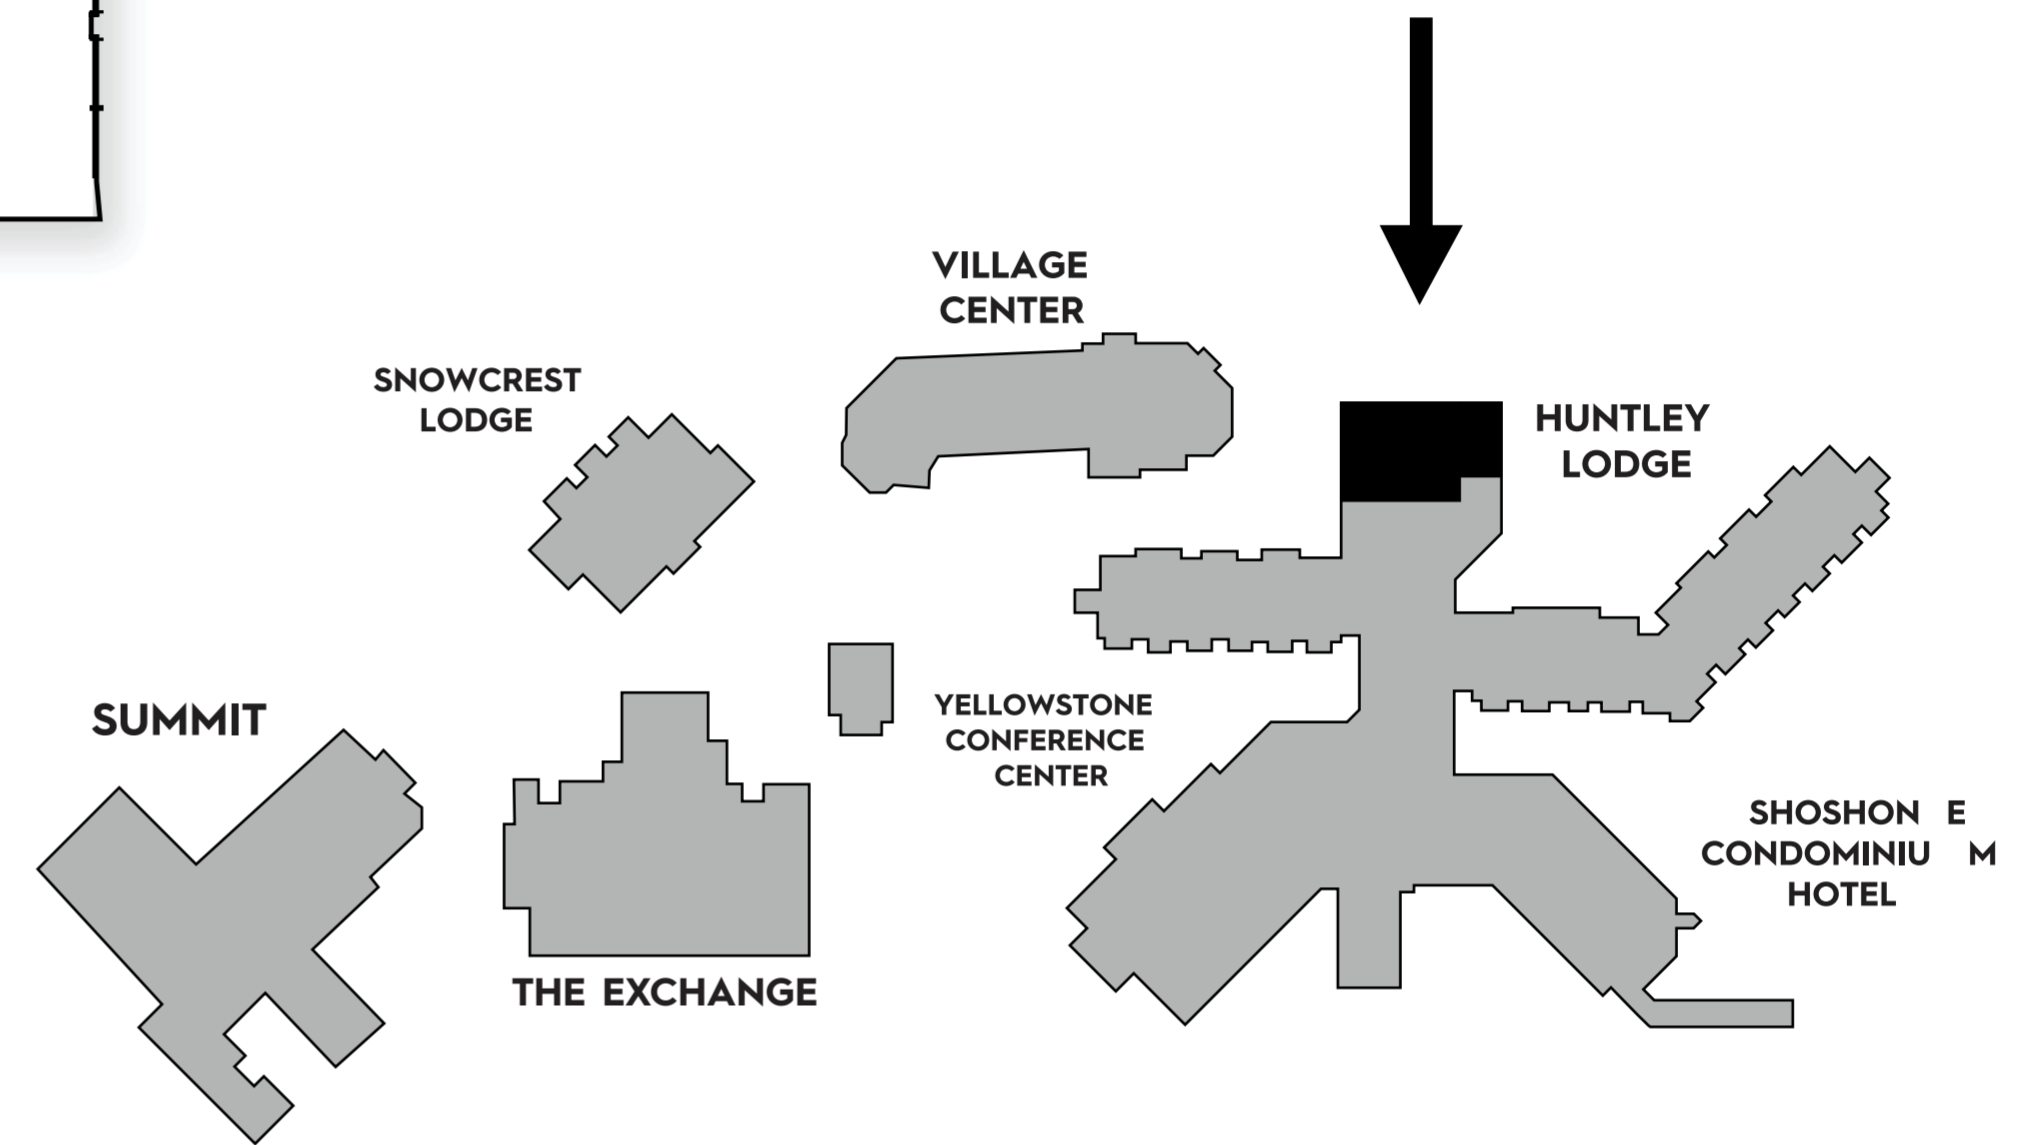 VILLAGE
CENTER
SNOWCREST
LODGE
HUNTLEY
LODGE
SUMMIT
YELLOWSTONE
CONFERENCE
CENTER
SHOSHON E
CONDOMINIU M
HOTEL
THE EXCHANGE